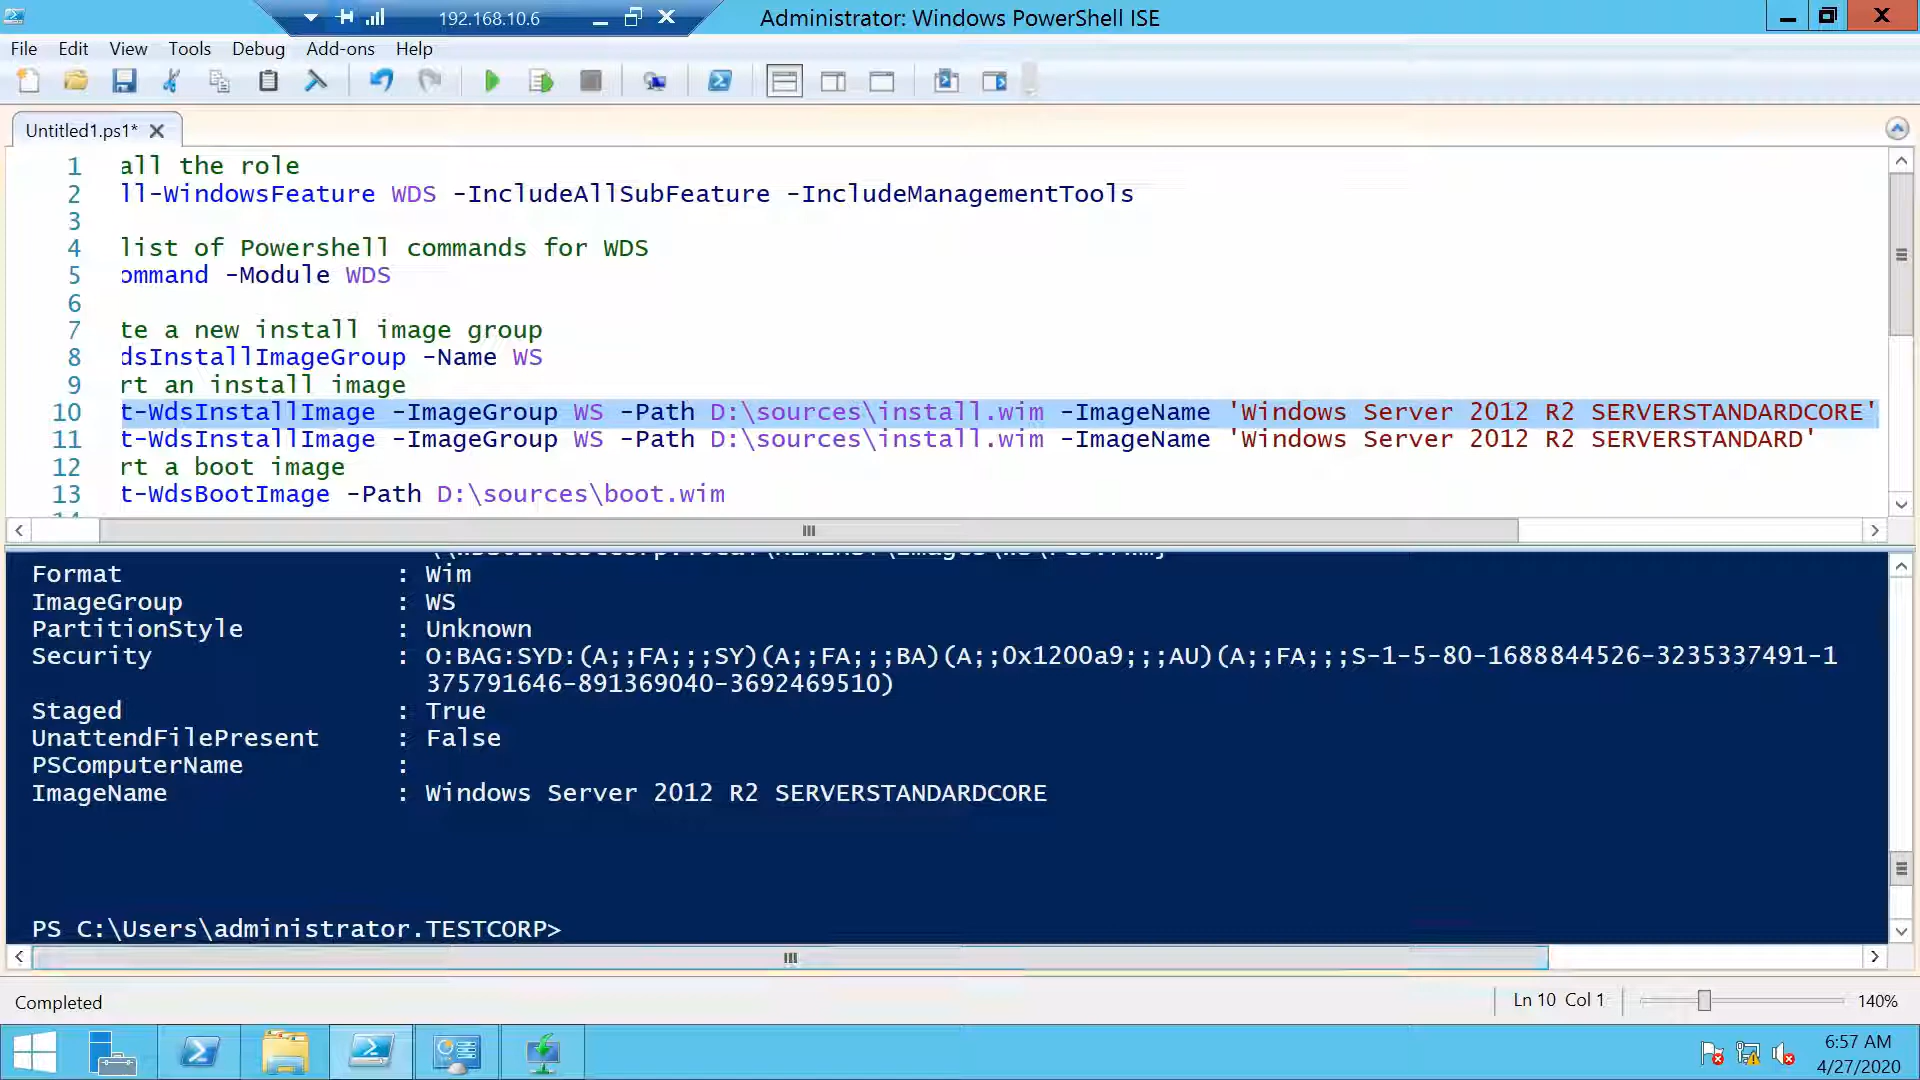 192.168.10.6
Administrator: Windows PowerShell ISE
File Edit View Tools Debug Add-ons Help
Untitled1.ps1*
1 all the role
2 ll-WindowsFeature WDS -IncludeAllSubFeature -IncludeManagementTools
3
4 list of Powershell commands for WDS
5 ommand -Module WDS
6
7 te a new install image group
8 dsInstallImageGroup -Name WS
9 rt an install image
10 t-WdsInstallImage -ImageGroup WS -Path D:\sources\install.wim -ImageName 'Windows Server 2012 R2 SERVERSTANDARDCORE'
11 t-WdsInstallImage -ImageGroup WS -Path D:\sources\install.wim -ImageName 'Windows Server 2012 R2 SERVERSTANDARD'
12 rt a boot image
13 t-WdsBootImage -Path D:\sources\boot.wim
Format : Wim
ImageGroup : WS
PartitionStyle : Unknown
Security : O:BAG:SYD:(A;;FA;;;SY)(A;;FA;;;BA)(A;;0x1200a9;;;AU)(A;;FA;;;S-1-5-80-1688844526-3235337491-1
375791646-891369040-3692469510)
Staged : True
UnattendFilePresent : False
PSComputerName :
ImageName : Windows Server 2012 R2 SERVERSTANDARDCORE
PS C:\Users\administrator.TESTCORP>
Completed
Ln 10 Col 1
140%
6:57 AM
4/27/2020